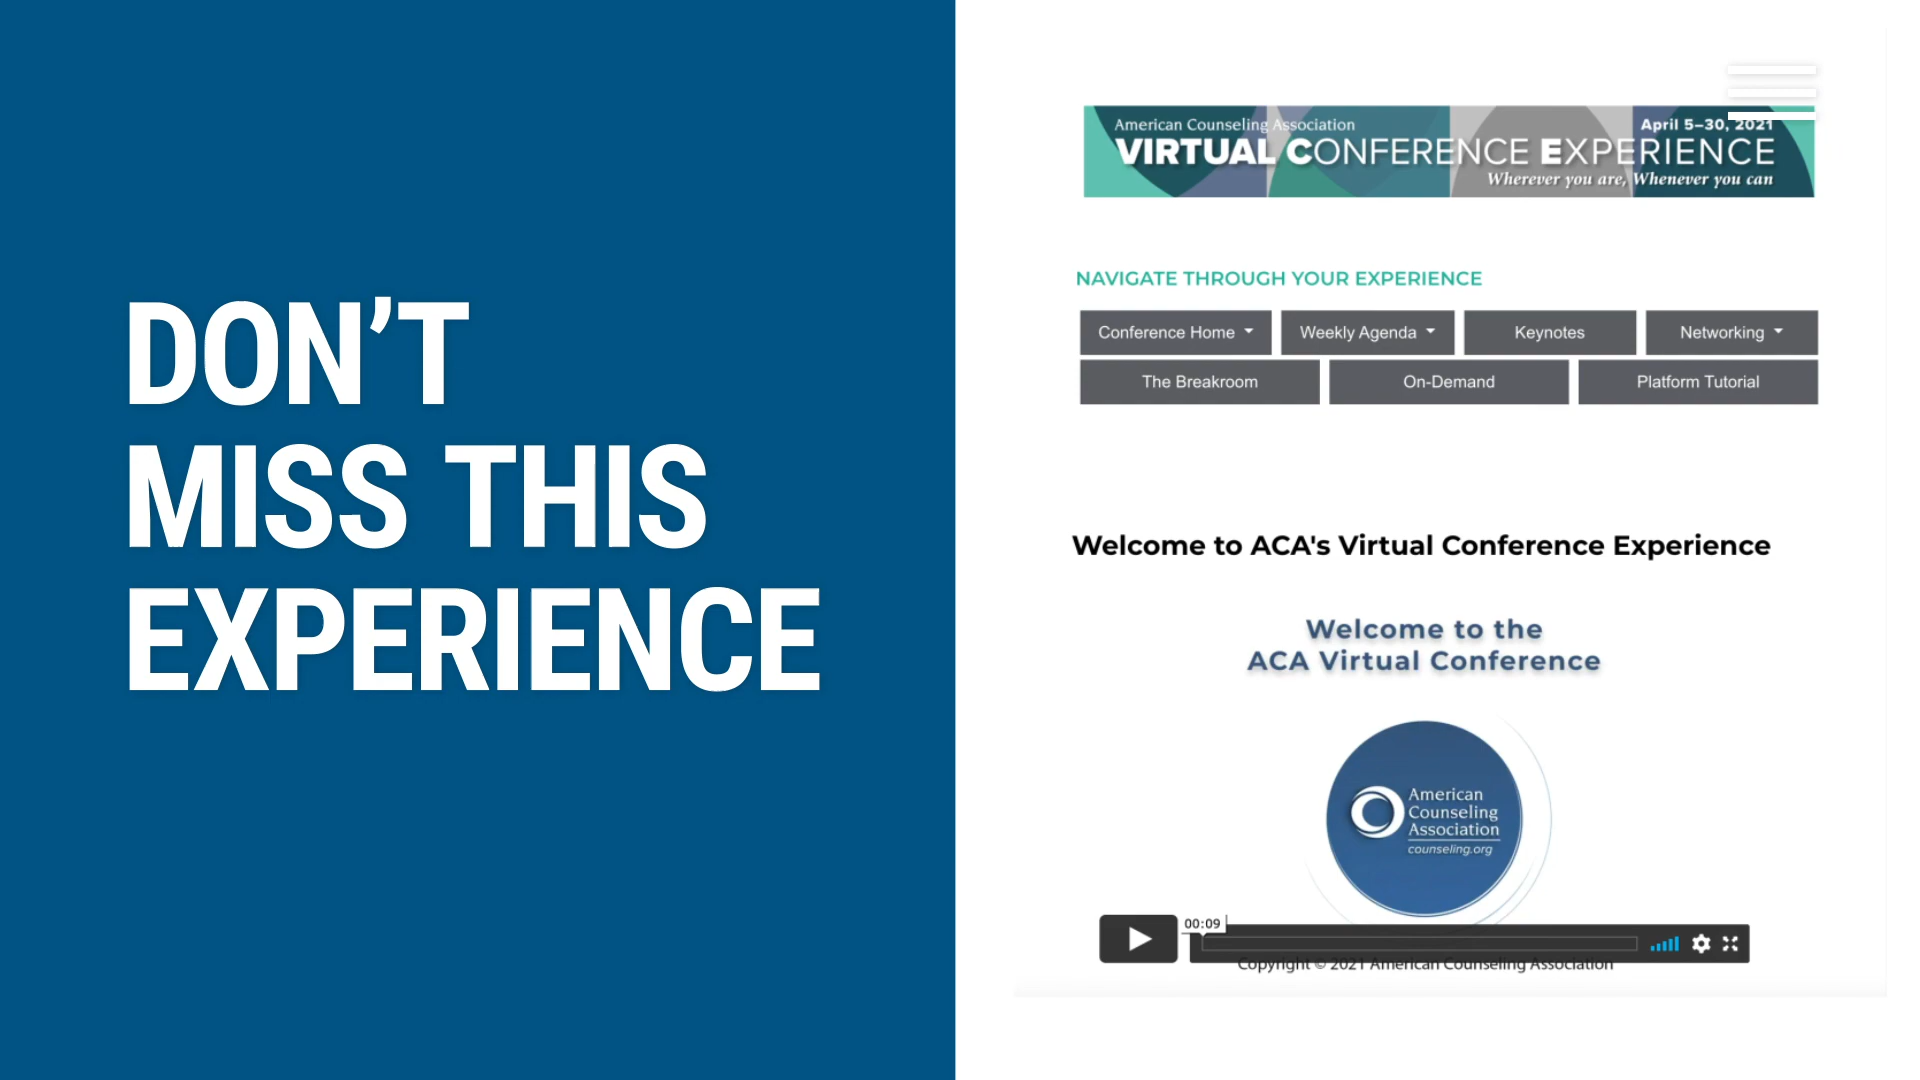 DON’T
MISS THIS
EXPERIENCE
American Counseling Association
April 5–30, 2021
VIRTUAL CONFERENCE EXPERIENCE
Wherever you are, Whenever you can
NAVIGATE THROUGH YOUR EXPERIENCE
Conference Home
Weekly Agenda
Keynotes
Networking
The Breakroom
On-Demand
Platform Tutorial
Welcome to ACA's Virtual Conference Experience
Welcome to the
ACA Virtual Conference
American
Counseling
Association
counseling.org
00:09
Copyright © 2021 American Counseling Association